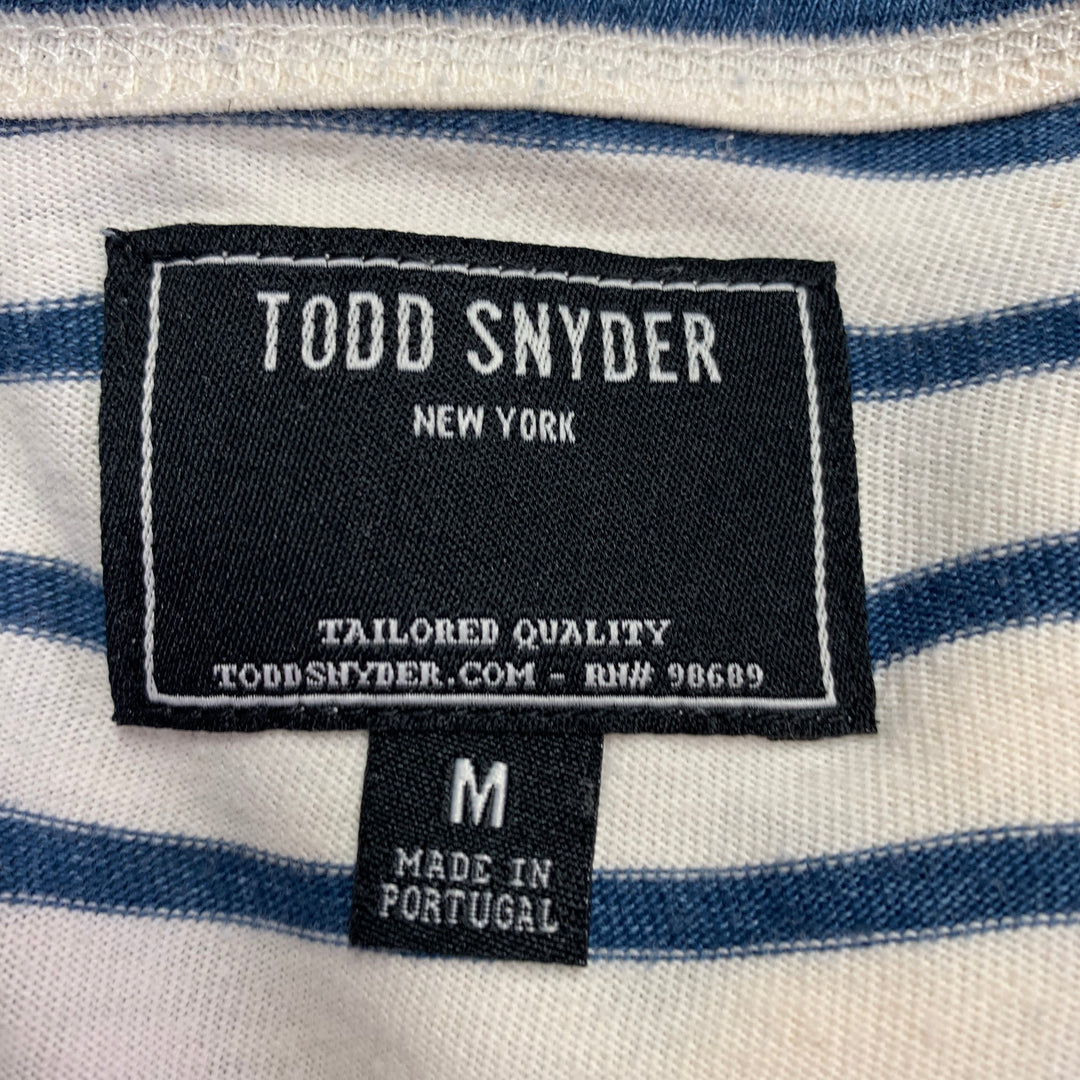 TODD SNYDER
NEW YORK
TAILORED QUALITY
TODDSNYDER.COM - RN# 98689
M
MADE IN
PORTUGAL